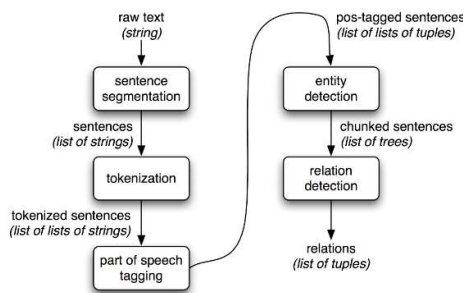 raw text
(string)
sentence
segmentation
sentences
(list of strings)
tokenization
tokenized sentences
(list of lists of strings)
part of speech
tagging
pos-tagged sentences
(list of lists of tuples)
entity
detection
chunked sentences
(list of trees)
relation
detection
relations
(list of tuples)